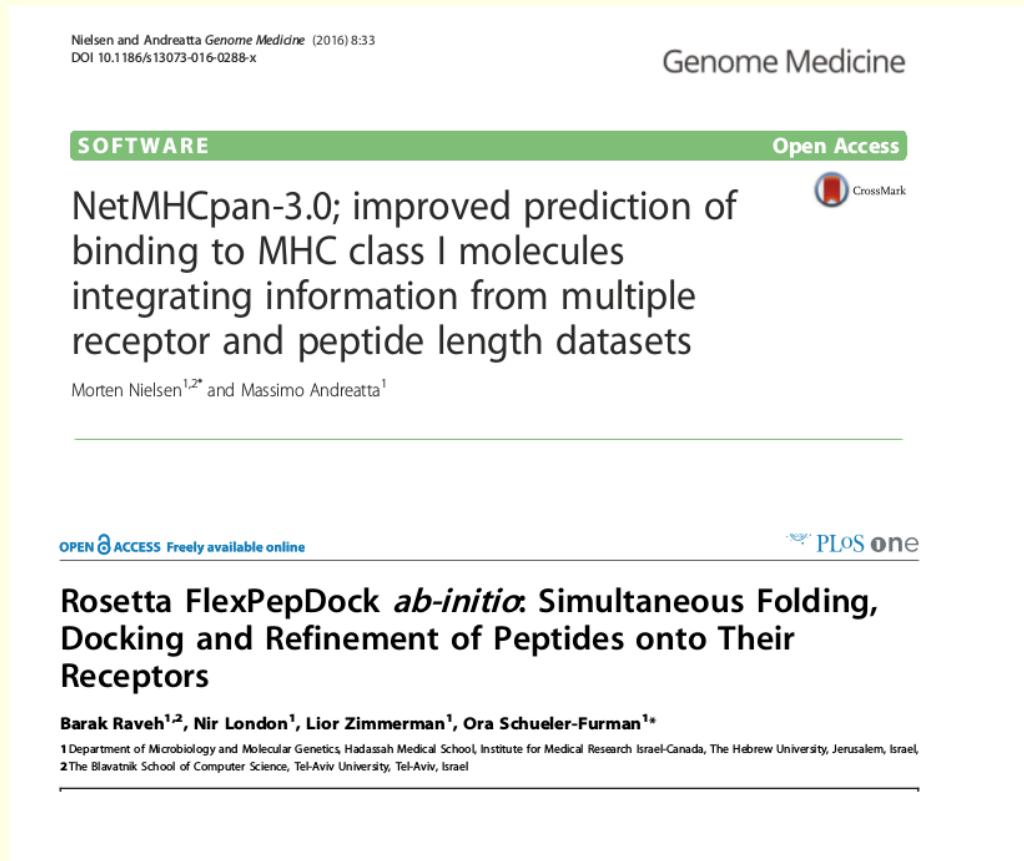 Nielsen and Andreatta Genome Medicine (2016) 8:33
DOI 10.1186/s13073-016-0288-x
Genome Medicine
SOFTWARE Open Access
CrossMark
NetMHCpan-3.0; improved prediction of
binding to MHC class I molecules
integrating information from multiple
receptor and peptide length datasets
Morten Nielsen1,2* and Massimo Andreatta1
OPEN ACCESS Freely available online
PLoS one
Rosetta FlexPepDock ab-initio: Simultaneous Folding,
Docking and Refinement of Peptides onto Their
Receptors
Barak Raveh1,2, Nir London1, Lior Zimmerman1, Ora Schueler-Furman1*
1 Department of Microbiology and Molecular Genetics, Hadassah Medical School, Institute for Medical Research Israel-Canada, The Hebrew University, Jerusalem, Israel,
2 The Blavatnik School of Computer Science, Tel-Aviv University, Tel-Aviv, Israel